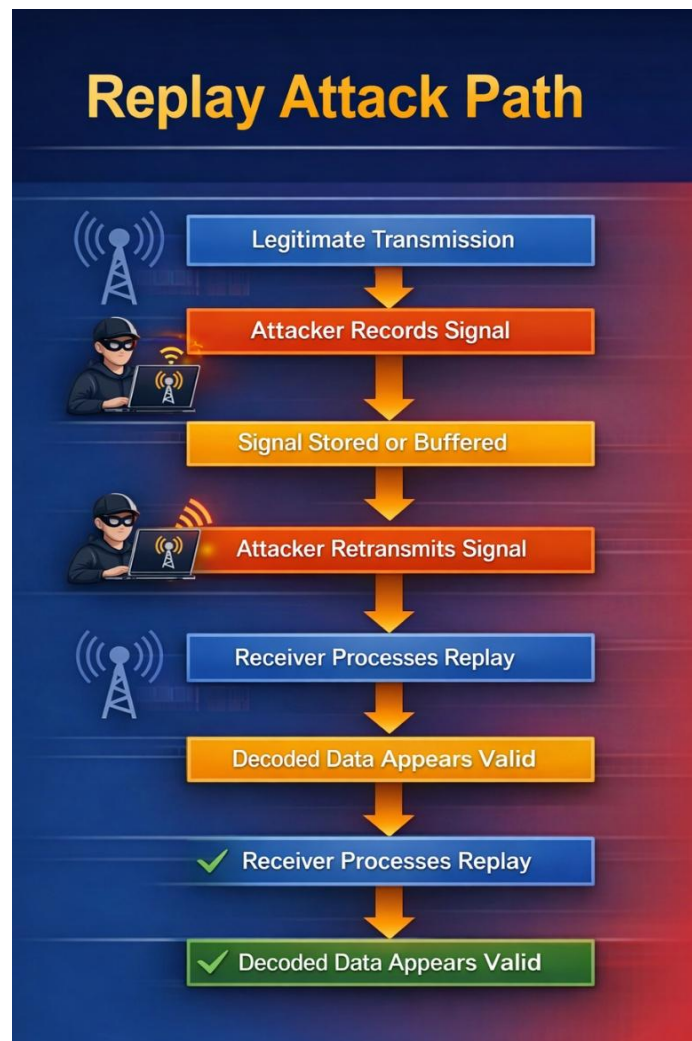 Replay Attack Path
Legitimate Transmission
Attacker Records Signal
Signal Stored or Buffered
Attacker Retransmits Signal
Receiver Processes Replay
Decoded Data Appears Valid
Receiver Processes Replay
Decoded Data Appears Valid